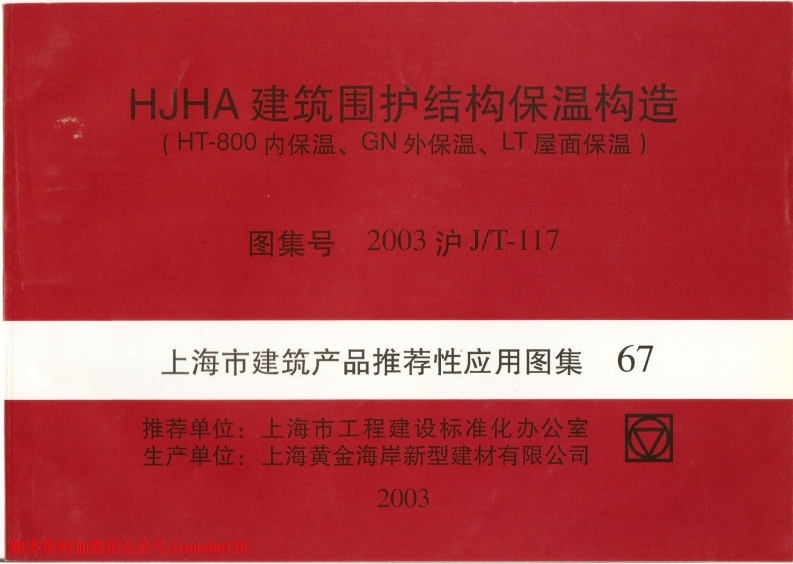 HJHA 建筑围护结构保温构造
（HT-800 内保温、GN 外保温、LT 屋面保温）
图集号 2003 沪 J/T-117
上海市建筑产品推荐性应用图集 67
推荐单位：上海市工程建设标准化办公室
生产单位：上海黄金海岸新型建材有限公司
2003